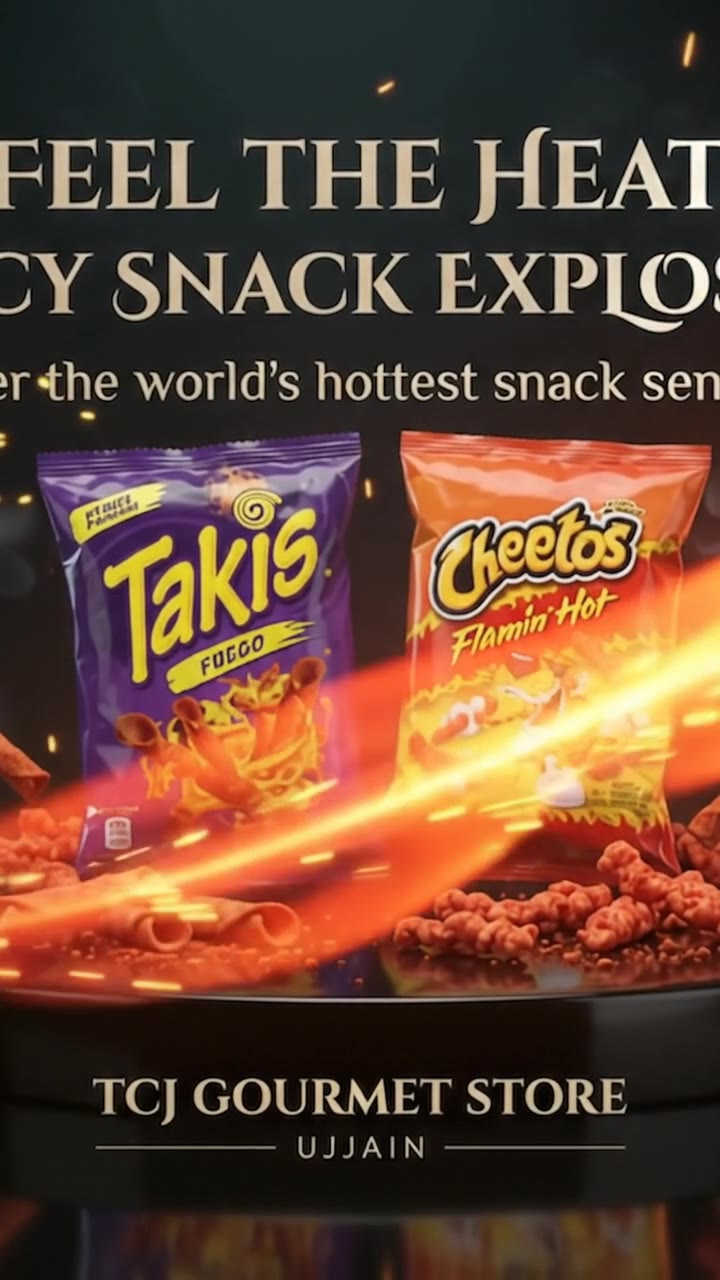 FEEL THE HEAT
CY SNACK EXPLOS
er the world's hottest snack sen
Takis
FUEGO
Cheetos
Flamin' Hot
TCJ GOURMET STORE
UJJAIN